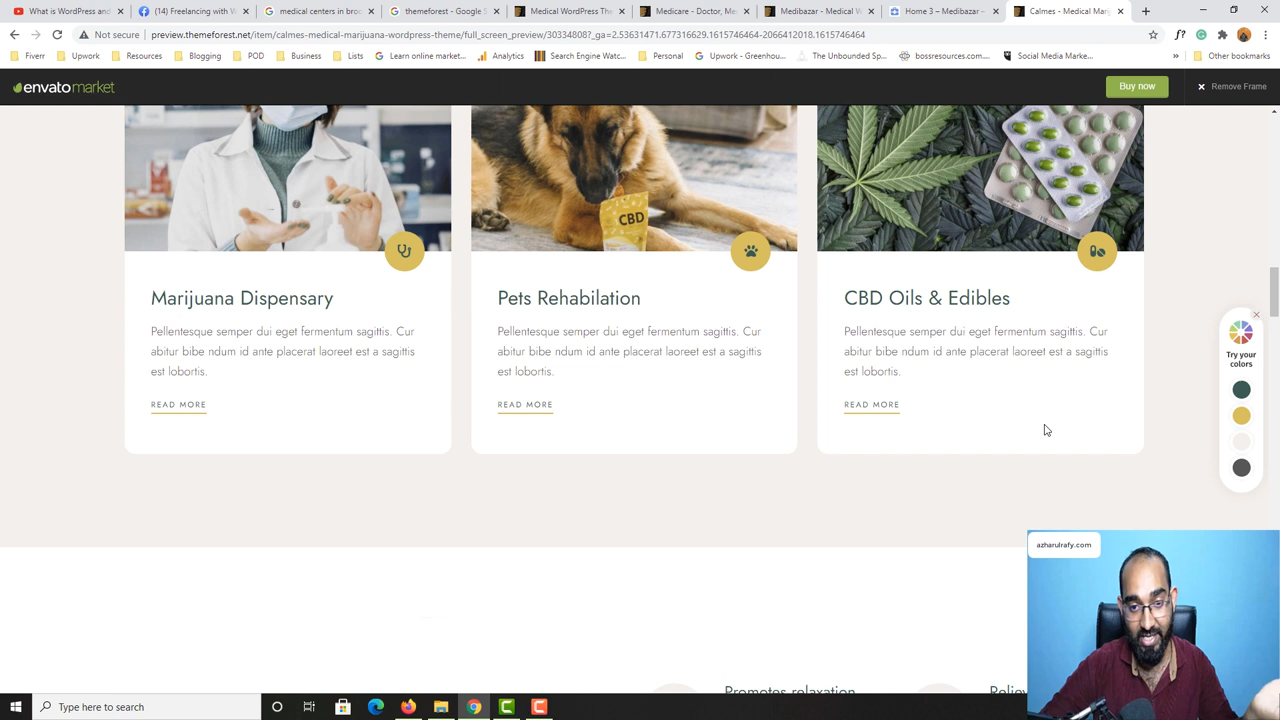 What is WordPress and
(14) Freelancing with W
medical centers in broo
themeforest - Google S
Medical WordPress The
Medicare - Doctor, Me
Medibazar - Medical W
Home 3 – Medibazar –
Calmes - Medical Marij
Not secure
preview.themeforest.net/item/calmes-medical-marijuana-wordpress-theme/full_screen_preview/30334808?_ga=2.53631471.677316629.1615746464-2066412018.1615746464
f?
Fiverr
Upwork
Resources
Blogging
POD
Business
Lists
Learn online market...
Analytics
Search Engine Watc...
Personal
Upwork - Greenhou...
The Unbounded Sp...
bossresources.com...
Social Media Marke...
»
Other bookmarks
envatomarket
Buy now
Remove Frame
CBD
Marijuana Dispensary
Pellentesque semper dui eget fermentum sagittis. Cur
abitur bibe ndum id ante placerat laoreet est a sagittis
est lobortis.
READ MORE
Pets Rehabilation
Pellentesque semper dui eget fermentum sagittis. Cur
abitur bibe ndum id ante placerat laoreet est a sagittis
est lobortis.
READ MORE
CBD Oils & Edibles
Pellentesque semper dui eget fermentum sagittis. Cur
abitur bibe ndum id ante placerat laoreet est a sagittis
est lobortis.
READ MORE
Try your
colors
azharulrafy.com
Promotes relaxation
Relie
Type here to search